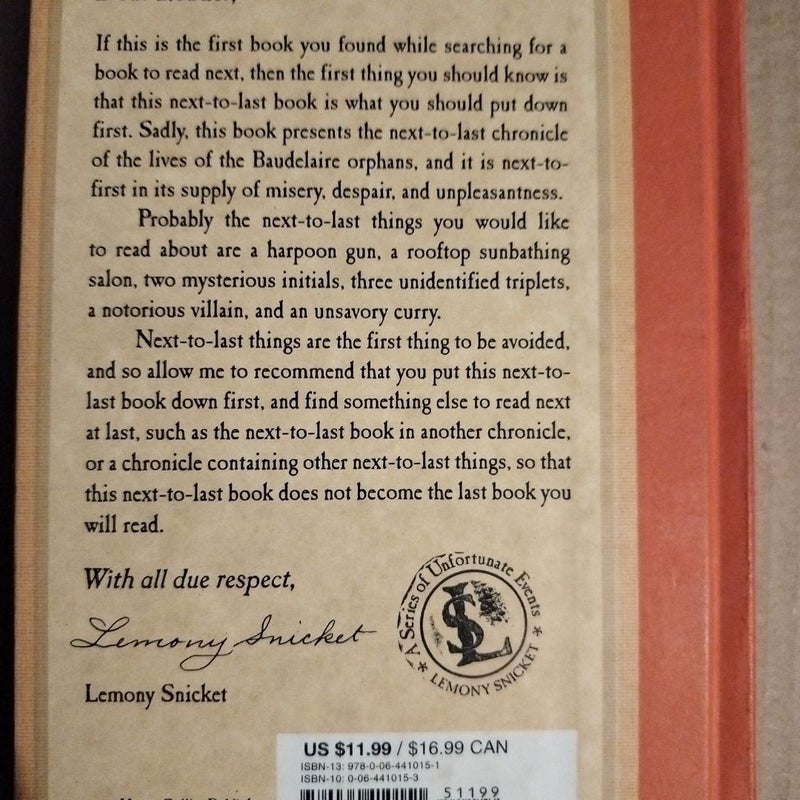 If this is the first book you found while searching for a
book to read next, then the first thing you should know is
that this next-to-last book is what you should put down
first. Sadly, this book presents the next-to-last chronicle
of the lives of the Baudelaire orphans, and it is next-to-
first in its supply of misery, despair, and unpleasantness.
Probably the next-to-last things you would like
to read about are a harpoon gun, a rooftop sunbathing
salon, two mysterious initials, three unidentified triplets,
a notorious villain, and an unsavory curry.
Next-to-last things are the first thing to be avoided,
and so allow me to recommend that you put this next-to-
last book down first, and find something else to read next
at last, such as the next-to-last book in another chronicle,
or a chronicle containing other next-to-last things, so that
this next-to-last book does not become the last book you
will read.
With all due respect,
Lemony Snicket
Lemony Snicket
A Series of Unfortunate Events
LS
* LEMONY SNICKET *
US $11.99 / $16.99 CAN
ISBN-13: 978-0-06-441015-1
ISBN-10: 0-06-441015-3
51199